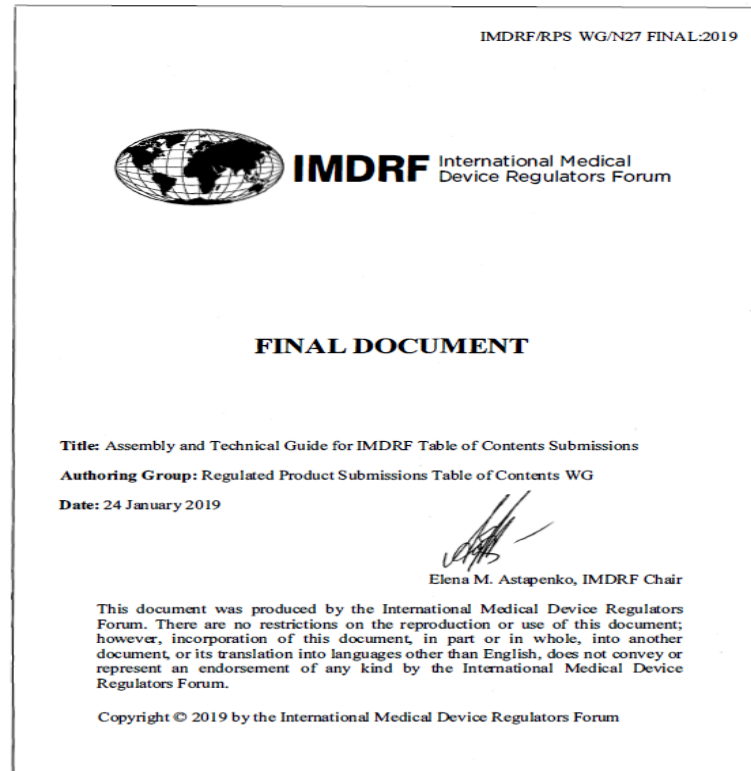 IMDRF/RPS WG/N27 FINAL:2019
IMDRF International Medical
Device Regulators Forum
FINAL DOCUMENT
Title: Assembly and Technical Guide for IMDRF Table of Contents Submissions
Authoring Group: Regulated Product Submissions Table of Contents WG
Date: 24 January 2019
Elena M. Astapenko, IMDRF Chair
This document was produced by the International Medical Device Regulators
Forum. There are no restrictions on the reproduction or use of this document;
however, incorporation of this document, in part or in whole, into another
document, or its translation into languages other than English, does not convey or
represent an endorsement of any kind by the International Medical Device
Regulators Forum.
Copyright © 2019 by the International Medical Device Regulators Forum